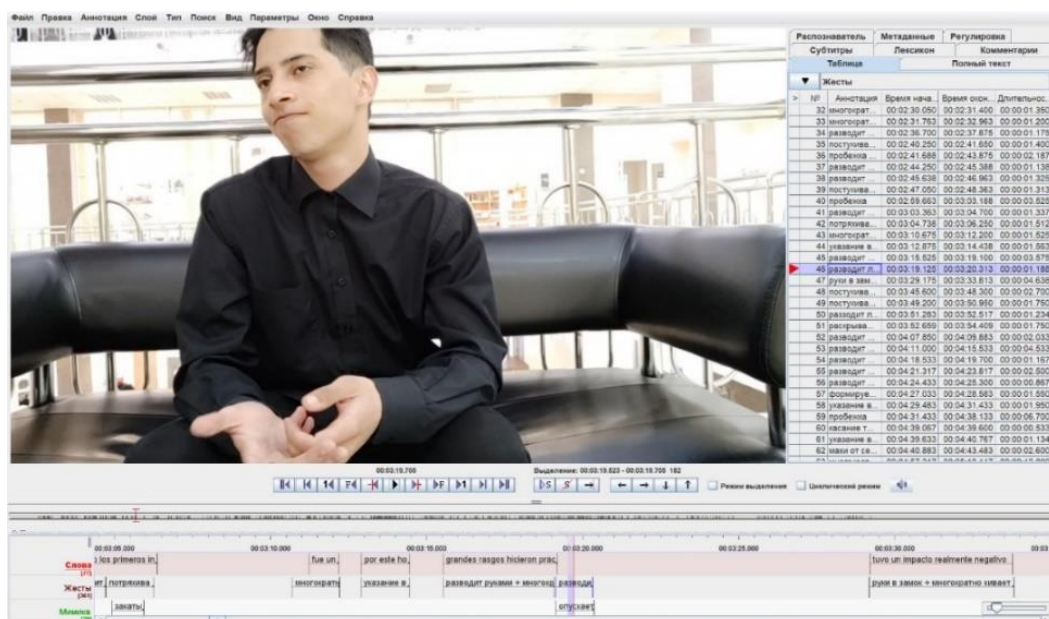 Файл Правка Аннотация Слой Тип Поиск Вид Параметры Окно Справка
Распознаватель Метаданные Регулировка
Субтитры Лексикон Комментарии
Таблица Полный текст
Жесты
> № Аннотация Время нача... Время окон... Длительнос...
32 многократ... 00:02:30.050 00:02:31.400 00:00:01.350
33 многократ... 00:02:31.763 00:02:32.963 00:00:01.200
34 разводит ... 00:02:36.700 00:02:37.875 00:00:01.175
35 постукива... 00:02:40.250 00:02:41.650 00:00:01.400
36 пробежка ... 00:02:41.688 00:02:43.875 00:00:02.187
37 разводит ... 00:02:44.250 00:02:45.388 00:00:01.138
38 разводит ... 00:02:45.638 00:02:46.963 00:00:01.325
39 постукива... 00:02:47.050 00:02:48.363 00:00:01.313
40 пробежка 00:02:59.663 00:03:03.188 00:00:03.525
41 разводит ... 00:03:03.363 00:03:04.700 00:00:01.337
42 потряхива... 00:03:04.738 00:03:06.250 00:00:01.512
43 многократ... 00:03:10.675 00:03:12.200 00:00:01.525
44 указание в... 00:03:12.875 00:03:14.438 00:00:01.563
45 разводит ... 00:03:15.525 00:03:19.100 00:00:03.575
46 разводит л... 00:03:19.125 00:03:20.313 00:00:01.188
47 руки в зам... 00:03:29.175 00:03:33.813 00:00:04.638
48 постукива... 00:03:45.600 00:03:48.300 00:00:02.700
49 постукива... 00:03:49.200 00:03:50.950 00:00:01.750
50 разводит л... 00:03:51.283 00:03:52.517 00:00:01.234
51 раскрыва... 00:03:52.659 00:03:54.409 00:00:01.750
52 разводит ... 00:04:07.850 00:04:09.883 00:00:02.033
53 разводит ... 00:04:11.000 00:04:15.533 00:00:04.533
54 разводит ... 00:04:18.533 00:04:19.700 00:00:01.167
55 разводит ... 00:04:21.317 00:04:23.817 00:00:02.500
56 разводит ... 00:04:24.433 00:04:25.300 00:00:00.867
57 формируе... 00:04:27.033 00:04:28.583 00:00:01.550
58 указание в... 00:04:29.483 00:04:31.433 00:00:01.950
59 пробежка 00:04:31.433 00:04:38.133 00:00:06.700
60 касание т... 00:04:39.067 00:04:39.600 00:00:00.533
61 указание в... 00:04:39.633 00:04:40.767 00:00:01.134
62 махи от се... 00:04:40.883 00:04:43.483 00:00:02.600
00:03:19.705 Выделение: 00:03:19.523 - 00:03:19.705 182
Режим выделения Циклический режим
00:03:05.000 00:03:10.000 00:03:15.000 00:03:20.000 00:03:25.000 00:03:30.000
Слова los primeros in fue un por este ho grandes rasgos hicieron prác tuvo un impacto realmente negativo
Жесты потряхива многократн указание в разводит руками + многокр разводи руки в замок + многократно кивает
Мимика закаты опускает